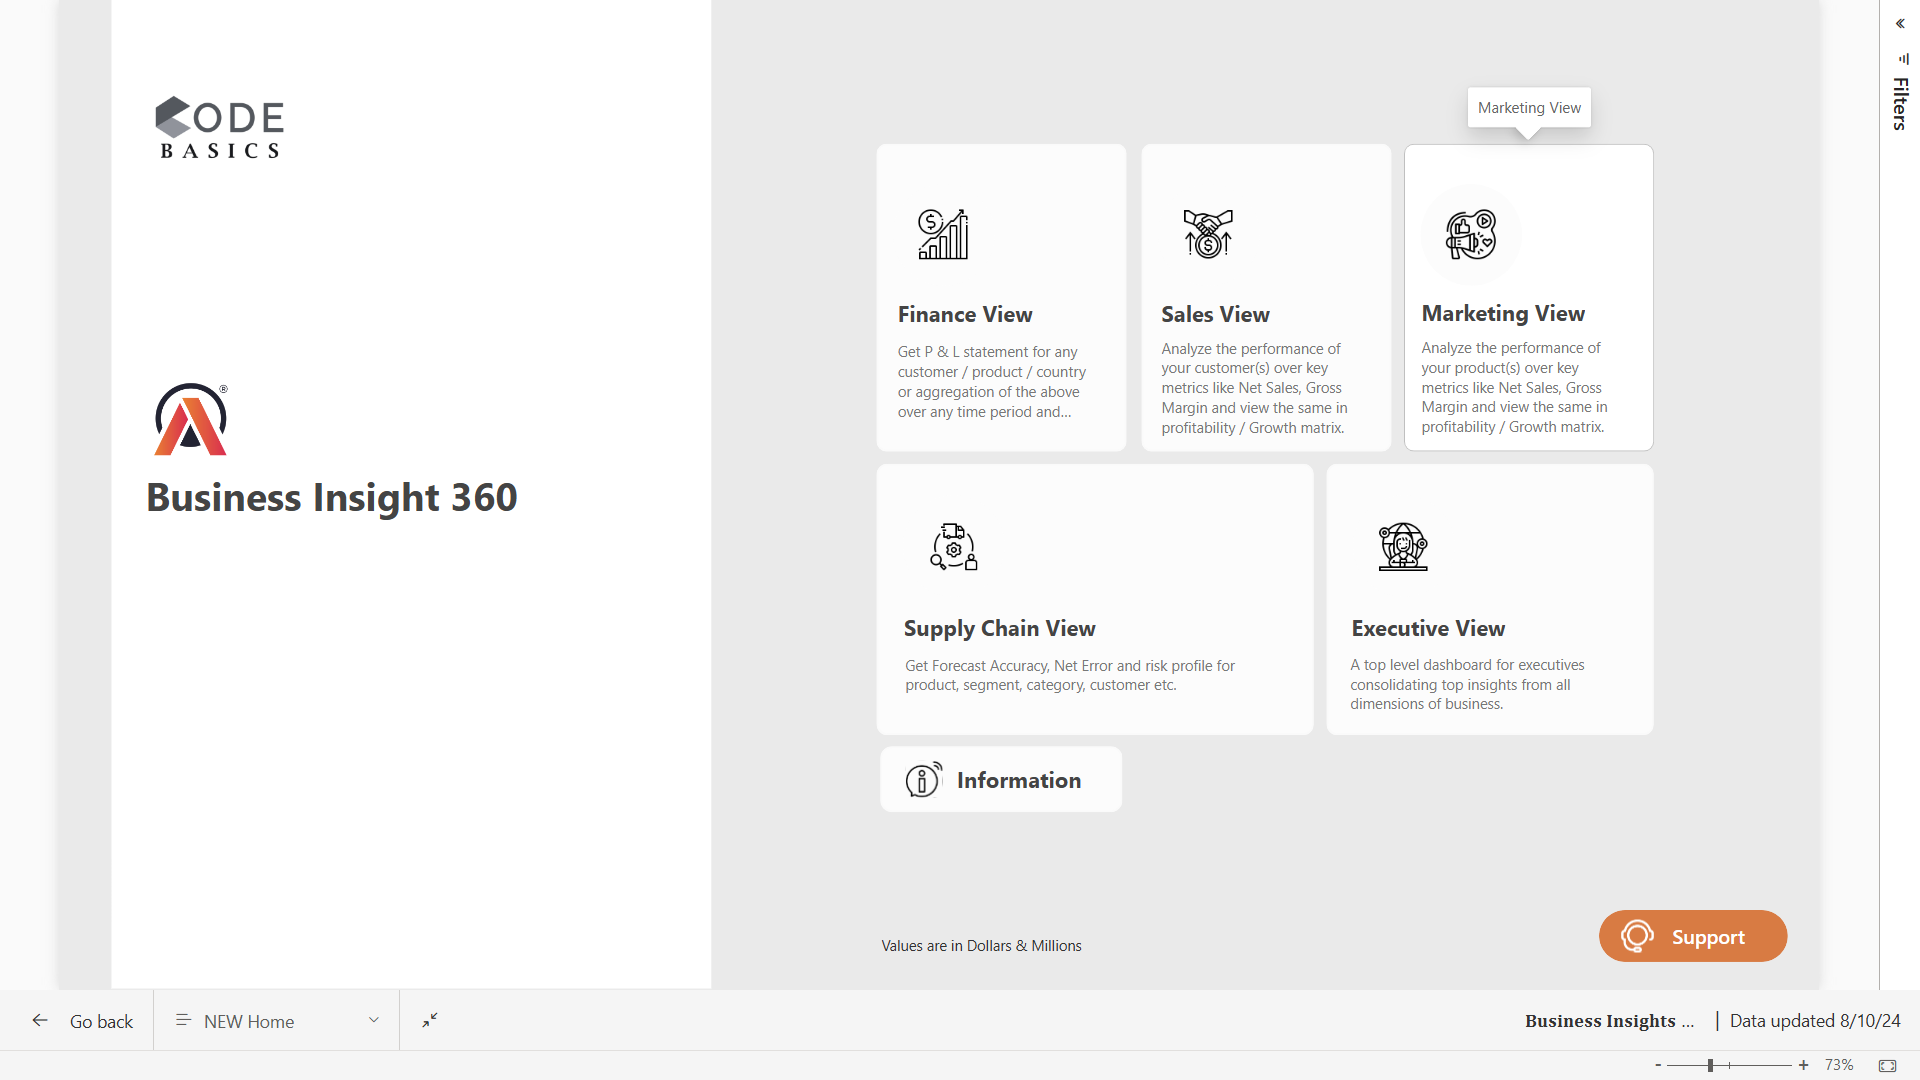 CODE
BASICS
®
Business Insight 360
Marketing View
Finance View
Get P & L statement for any
customer / product / country
or aggregation of the above
over any time period and...
Sales View
Analyze the performance of
your customer(s) over key
metrics like Net Sales, Gross
Margin and view the same in
profitability / Growth matrix.
Marketing View
Analyze the performance of
your product(s) over key
metrics like Net Sales, Gross
Margin and view the same in
profitability / Growth matrix.
Supply Chain View
Get Forecast Accuracy, Net Error and risk profile for
product, segment, category, customer etc.
Executive View
A top level dashboard for executives
consolidating top insights from all
dimensions of business.
Information
Values are in Dollars & Millions
Support
Filters
Go back
NEW Home
Business Insights ... | Data updated 8/10/24
- + 73%